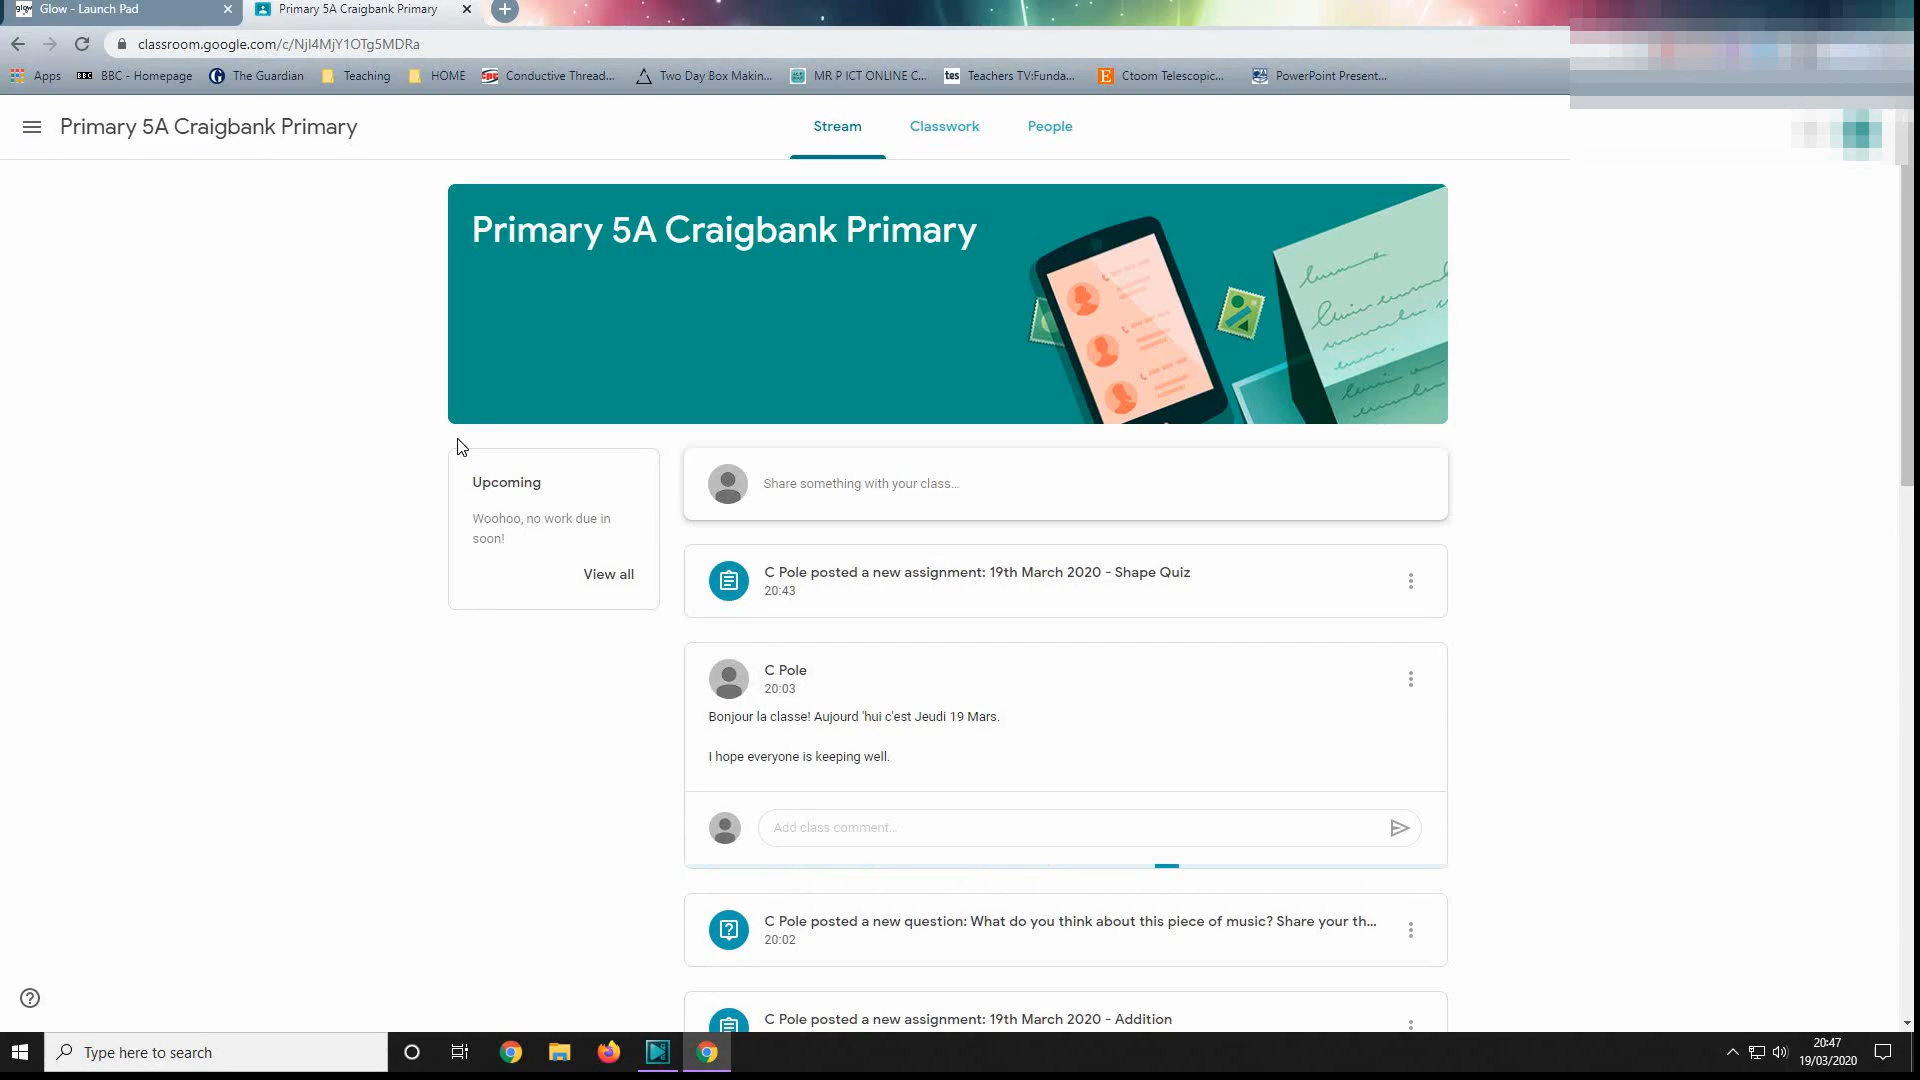 glow Glow - Launch Pad
Primary 5A Craigbank Primary
classroom.google.com/c/NjI4MjY1OTg5MDRa
Apps BBC BBC - Homepage The Guardian Teaching HOME Conductive Thread... Two Day Box Makin... MR P ICT ONLINE C... tes Teachers TV:Funda... E Ctoom Telescopic... PowerPoint Present...
Primary 5A Craigbank Primary
Stream Classwork People
Primary 5A Craigbank Primary
Upcoming
Woohoo, no work due in
soon!
View all
Share something with your class...
C Pole posted a new assignment: 19th March 2020 - Shape Quiz
20:43
C Pole
20:03
Bonjour la classe! Aujourd 'hui c'est Jeudi 19 Mars.
I hope everyone is keeping well.
Add class comment...
C Pole posted a new question: What do you think about this piece of music? Share your th...
20:02
C Pole posted a new assignment: 19th March 2020 - Addition
Type here to search
20:47
19/03/2020